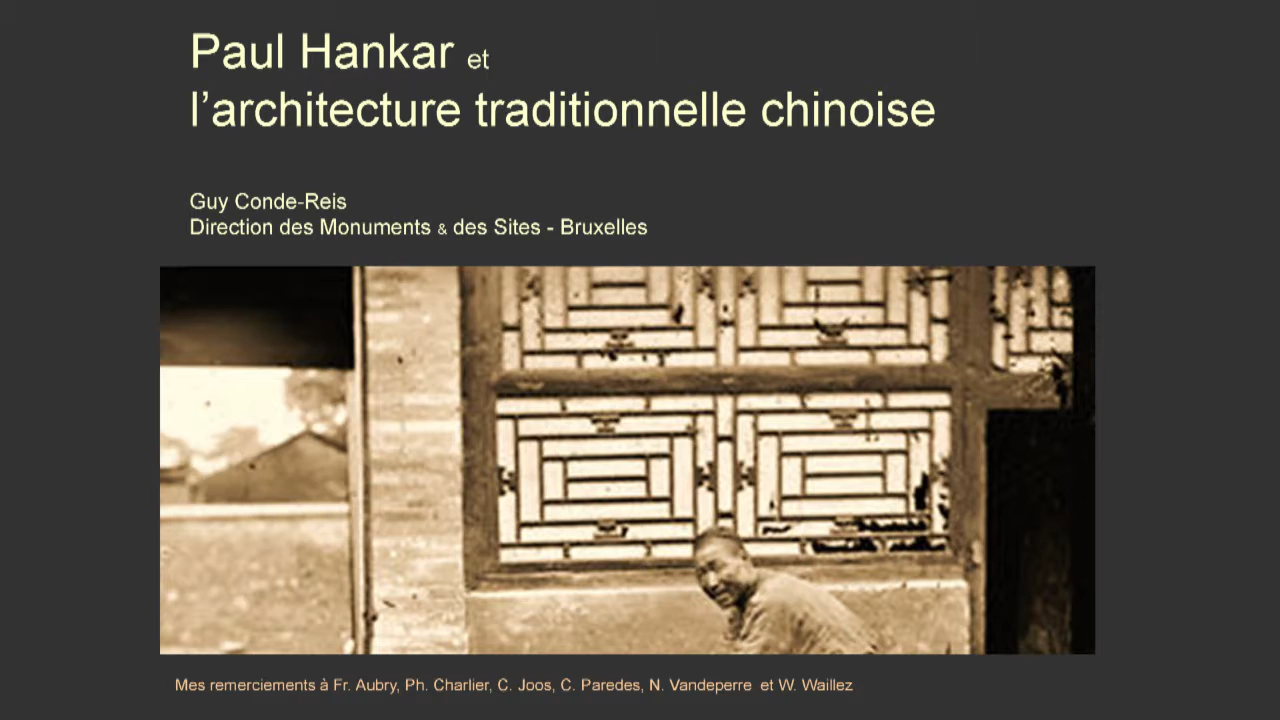 Paul Hankar et
l’architecture traditionnelle chinoise
Guy Conde-Reis
Direction des Monuments & des Sites - Bruxelles
Mes remerciements à Fr. Aubry, Ph. Charlier, C. Joos, C. Paredes, N. Vandeperre et W. Waillez